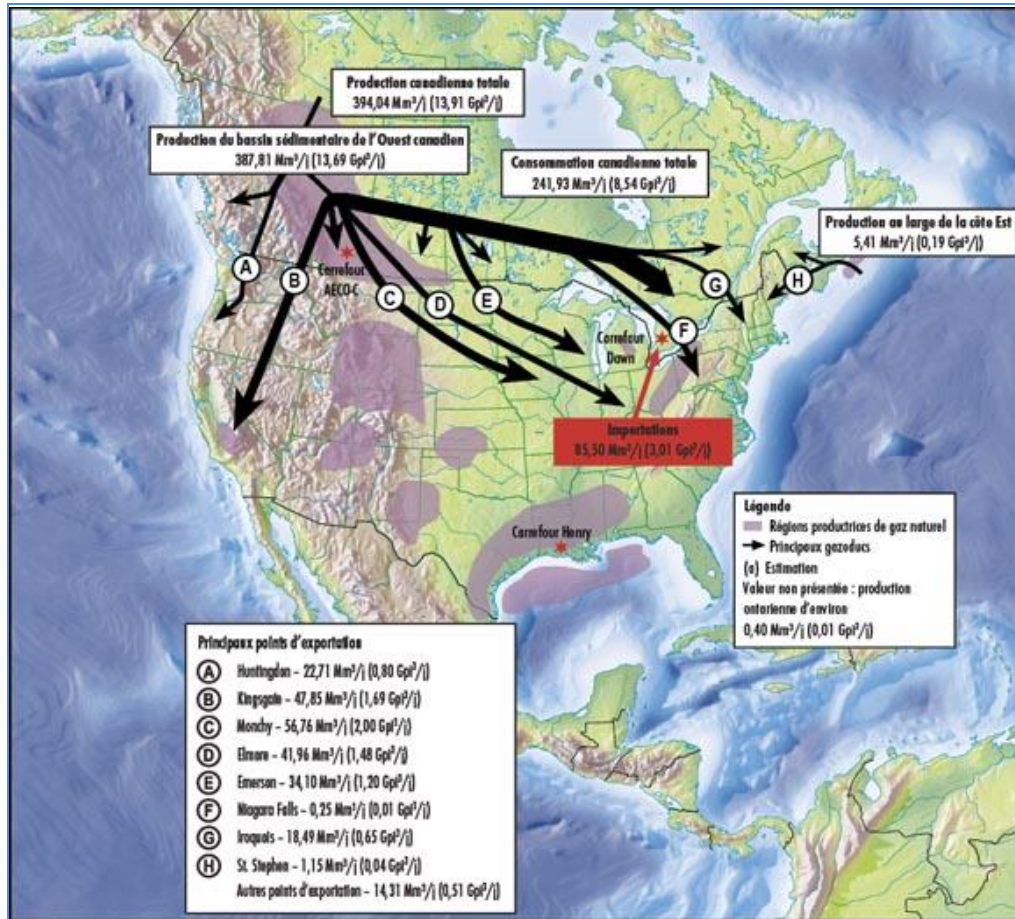 Production canadienne totale
394,04 Mm³/j (13,91 Gpi³/j)
Production du bassin sédimentaire de l'Ouest canadien
387,81 Mm³/j (13,69 Gpi³/j)
Consommation canadienne totale
241,93 Mm³/j (8,54 Gpi³/j)
Production au large de la côte Est
5,41 Mm³/j (0,19 Gpi³/j)
A
B
Carrefour
AECO-C
C
D
E
F
G
H
Carrefour
Dawn
Importations
85,30 Mm³/j (3,01 Gpi³/j)
Carrefour Henry
Légende
Régions productrices de gaz naturel
Principaux gazoducs
(a) Estimation
Valeur non présentée : production
ontarienne d'environ
0,40 Mm³/j (0,01 Gpi³/j)
Principaux points d'exportation
A Huntingdon – 22,71 Mm³/j (0,80 Gpi³/j)
B Kingsgate – 47,85 Mm³/j (1,69 Gpi³/j)
C Monchy – 56,76 Mm³/j (2,00 Gpi³/j)
D Elmore – 41,96 Mm³/j (1,48 Gpi³/j)
E Emerson – 34,10 Mm³/j (1,20 Gpi³/j)
F Niagara Falls – 0,25 Mm³/j (0,01 Gpi³/j)
G Iroquois – 18,49 Mm³/j (0,65 Gpi³/j)
H St. Stephen – 1,15 Mm³/j (0,04 Gpi³/j)
Autres points d'exportation – 14,31 Mm³/j (0,51 Gpi³/j)